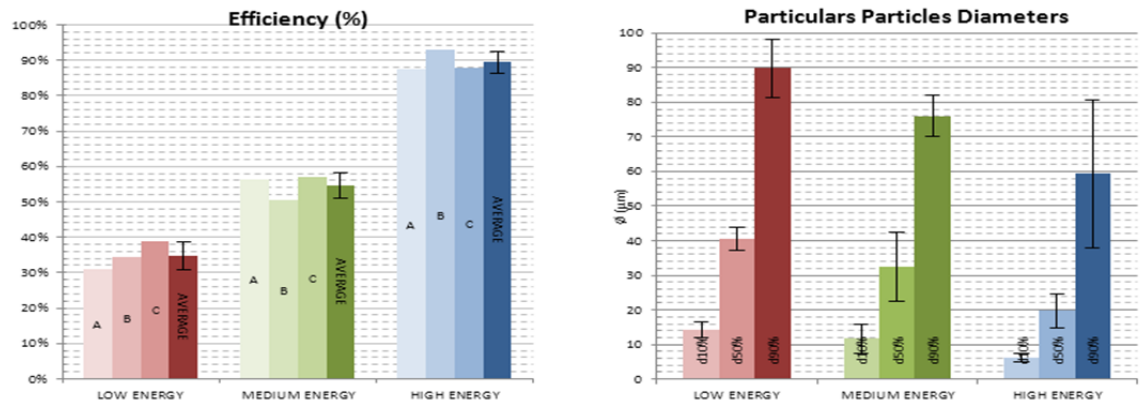 Efficiency (%)
100%
90%
80%
70%
60%
50%
40%
30%
20%
10%
0%
A
B
C
AVERAGE
A
B
C
AVERAGE
A
B
C
AVERAGE
LOW ENERGY
MEDIUM ENERGY
HIGH ENERGY
Particulars Particles Diameters
Ø (µm)
100
90
80
70
60
50
40
30
20
10
0
d10%
d50%
d90%
d10%
d50%
d90%
d10%
d50%
d90%
LOW ENERGY
MEDIUM ENERGY
HIGH ENERGY